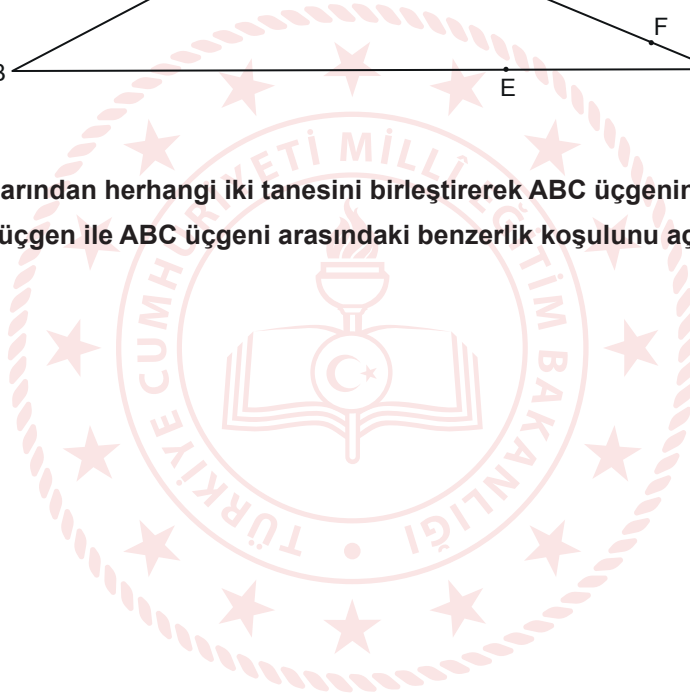 F
E
arından herhangi iki tanesini birleştirerek ABC üçgenin
üçgen ile ABC üçgeni arasındaki benzerlik koşulunu aç
TÜRKİYE CUMHURİYETİ MİLLÎ EĞİTİM BAKANLIĞI